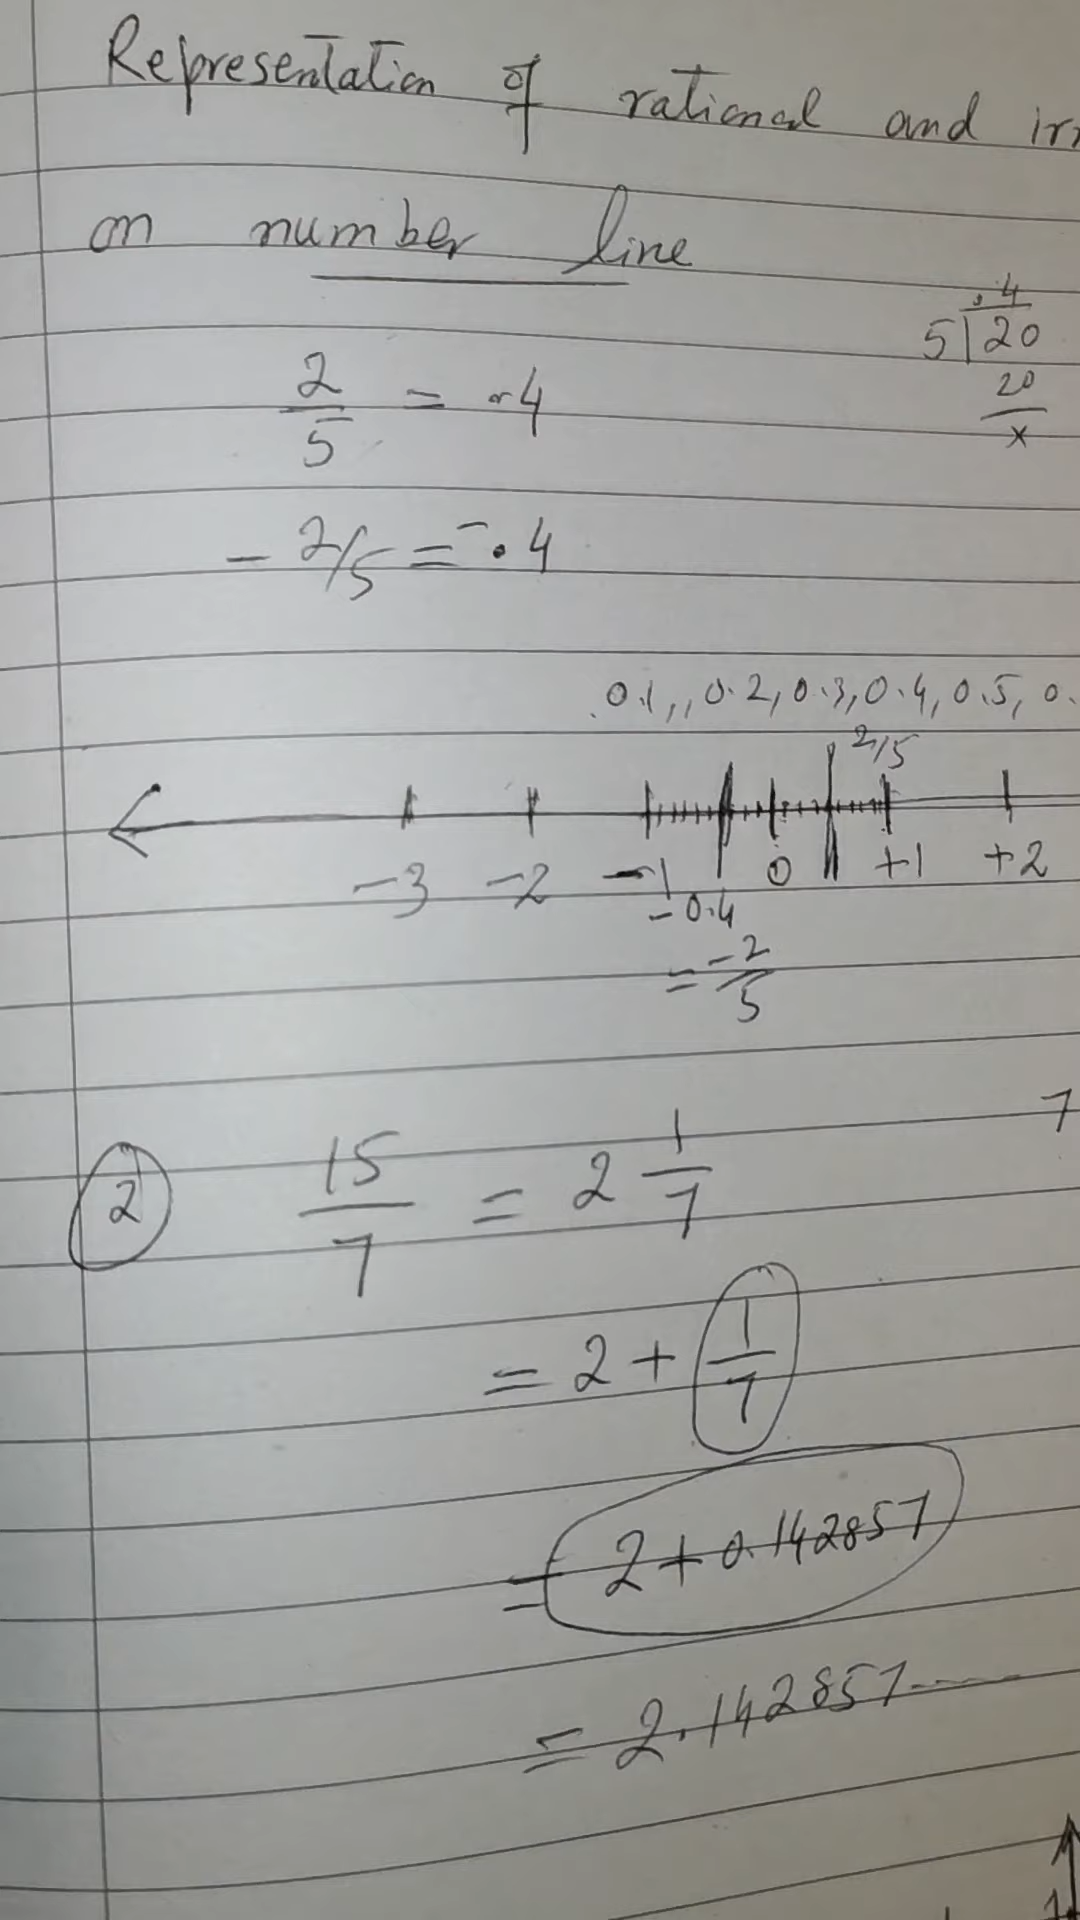 Representation of rational and
on number line
.4
5 20
20
x
2/5 = .4
- 2/5 = -.4
0.1,, 0.2, 0.3, 0.4, 0.5, 0.
2/5
-3 -2 -1 0 +1 +2
-0.4
= -2/5
7
2 15/7 = 2 1/7
= 2 + 1/7
= 2 + 0.142857
= 2.142857-----